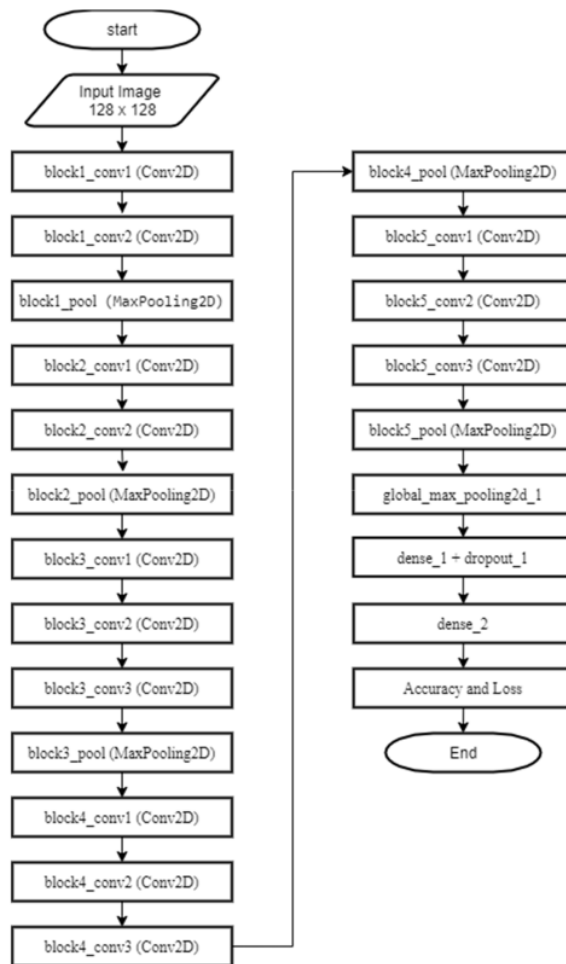 start
Input Image
128 X 128
block1_conv1 (Conv2D)
block1_conv2 (Conv2D)
block1_pool (MaxPooling2D)
block2_conv1 (Conv2D)
block2_conv2 (Conv2D)
block2_pool (MaxPooling2D)
block3_conv1 (Conv2D)
block3_conv2 (Conv2D)
block3_conv3 (Conv2D)
block3_pool (MaxPooling2D)
block4_conv1 (Conv2D)
block4_conv2 (Conv2D)
block4_conv3 (Conv2D)
block4_pool (MaxPooling2D)
block5_conv1 (Conv2D)
block5_conv2 (Conv2D)
block5_conv3 (Conv2D)
block5_pool (MaxPooling2D)
global_max_pooling2d_1
dense_1 + dropout_1
dense_2
Accuracy and Loss
End